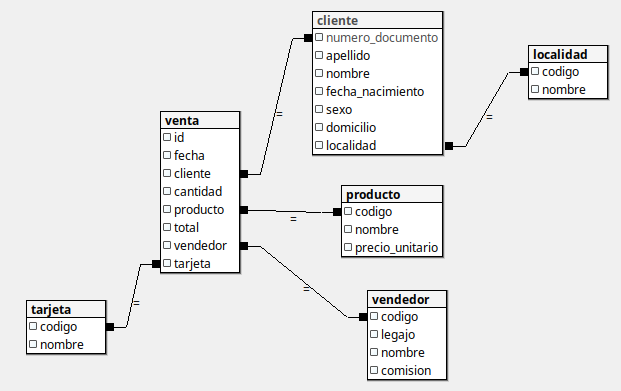 cliente
numero_documento
apellido
nombre
fecha_nacimiento
sexo
domicilio
localidad
localidad
codigo
nombre
=
=
venta
id
fecha
cliente
cantidad
producto
total
vendedor
tarjeta
producto
codigo
nombre
precio_unitario
=
=
=
tarjeta
codigo
nombre
vendedor
codigo
legajo
nombre
comision